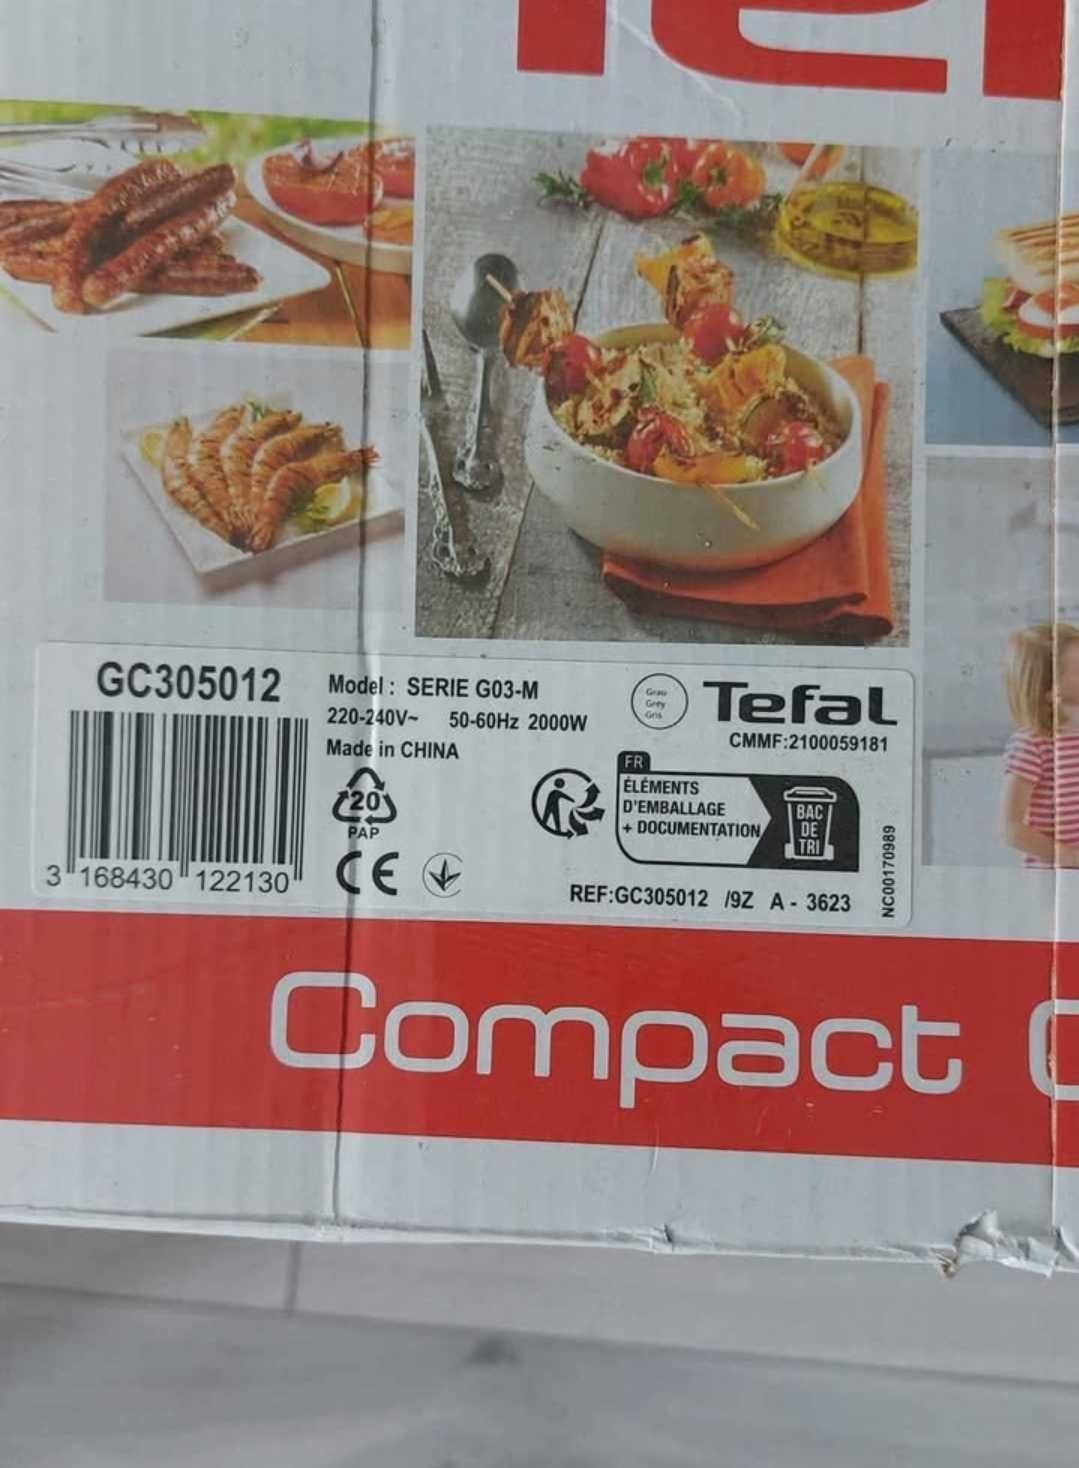 GC305012
3 168430 122130
Model : SERIE G03-M
220-240V~ 50-60Hz 2000W
Made in CHINA
20
PAP
CE
Grau
Grey
Gris
Tefal
CMMF:2100059181
FR
ÉLÉMENTS
D'EMBALLAGE
+ DOCUMENTATION
BAC
DE
TRI
REF:GC305012 /9Z A - 3623
NC00170989
Compact